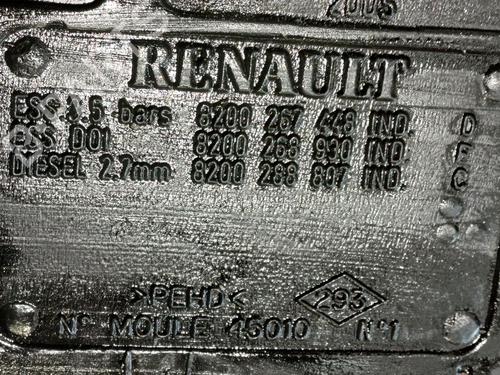 RENAULT
ESS 3.5 bars 8200 267 448 IND. D
ESS DOI 8200 268 930 IND. F
DIESEL 2.7mm 8200 288 807 IND. C
>PEHD< 293
N° MOULE 45010 N°1